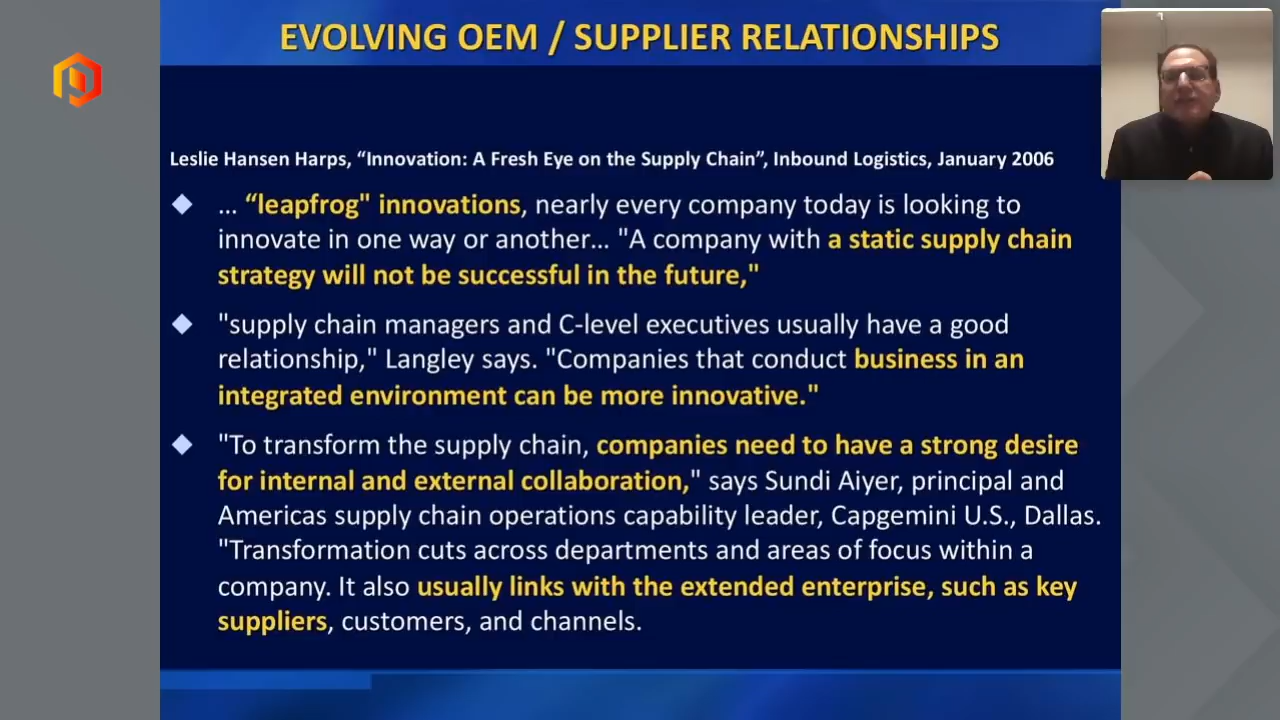 EVOLVING OEM / SUPPLIER RELATIONSHIPS
Leslie Hansen Harps, “Innovation: A Fresh Eye on the Supply Chain”, Inbound Logistics, January 2006
... “leapfrog" innovations, nearly every company today is looking to
innovate in one way or another... "A company with a static supply chain
strategy will not be successful in the future,"
"supply chain managers and C-level executives usually have a good
relationship," Langley says. "Companies that conduct business in an
integrated environment can be more innovative."
"To transform the supply chain, companies need to have a strong desire
for internal and external collaboration," says Sundi Aiyer, principal and
Americas supply chain operations capability leader, Capgemini U.S., Dallas.
"Transformation cuts across departments and areas of focus within a
company. It also usually links with the extended enterprise, such as key
suppliers, customers, and channels.